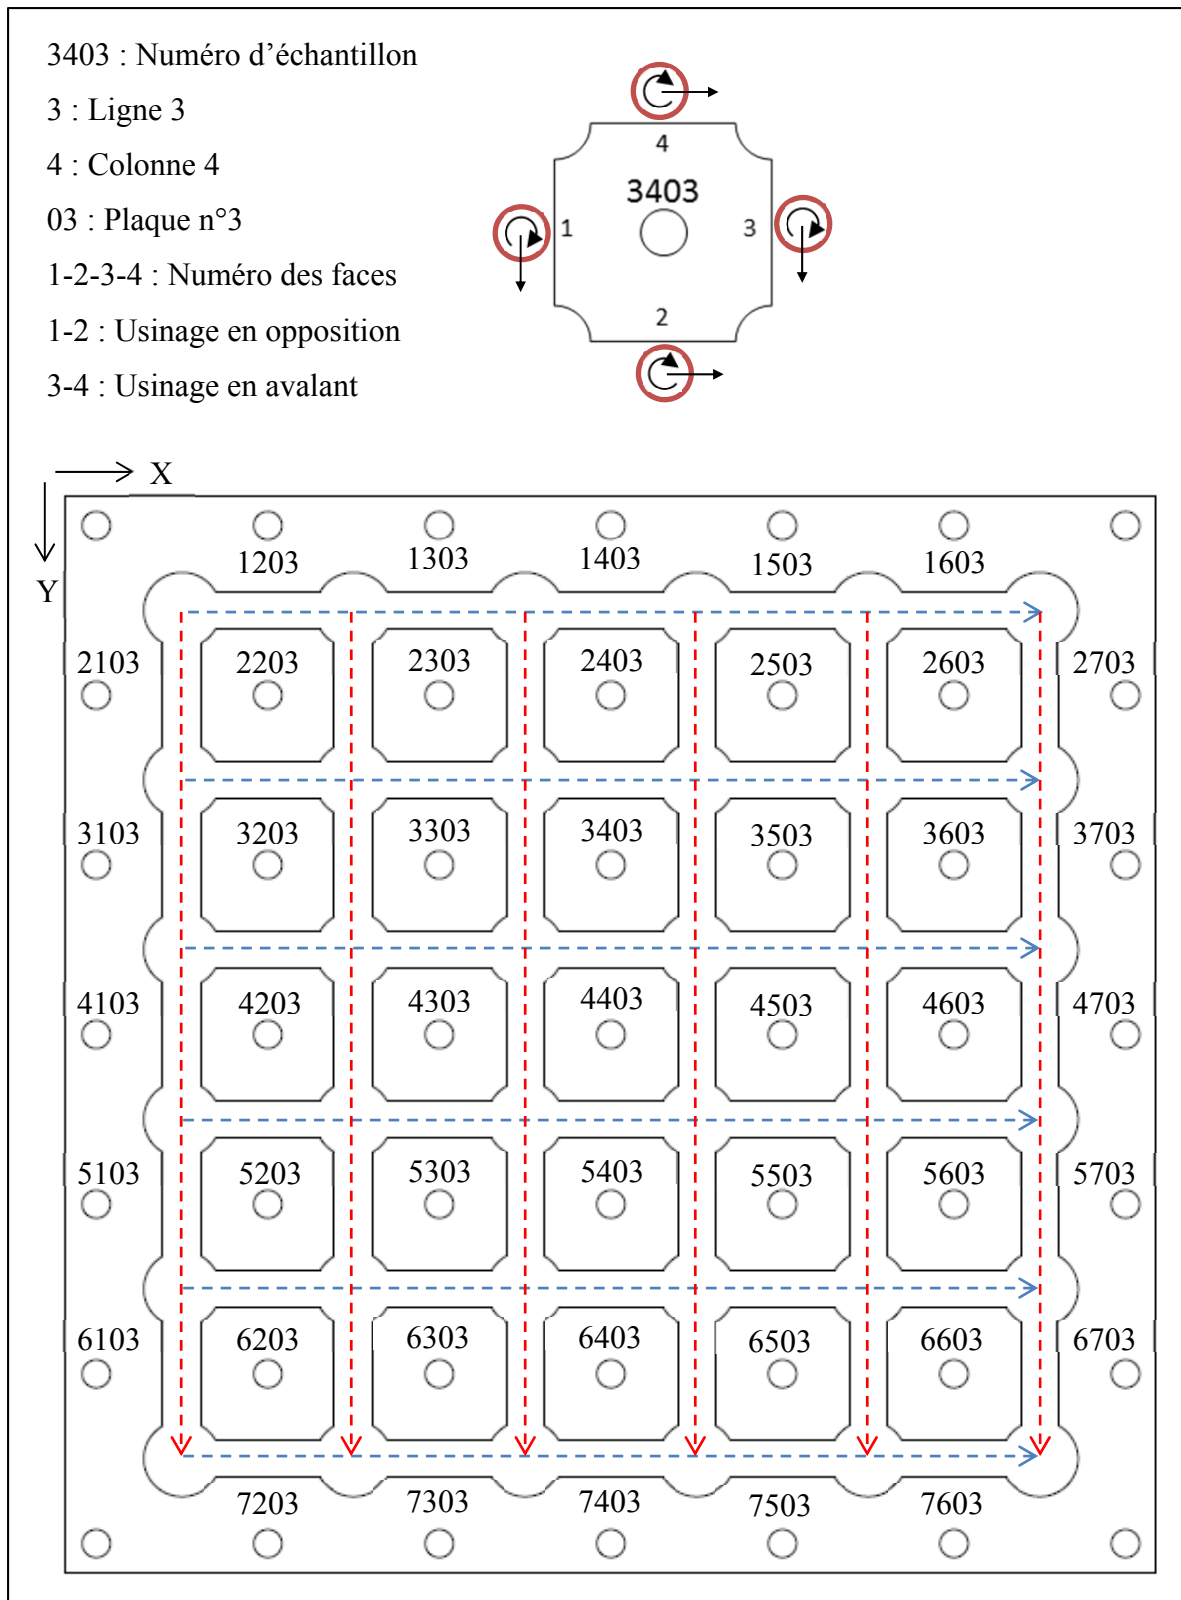 3403 : Numéro d’échantillon
3 : Ligne 3
4 : Colonne 4
03 : Plaque n°3
1-2-3-4 : Numéro des faces
1-2 : Usinage en opposition
3-4 : Usinage en avalant
4
3403
1 3
2
X
Y
1203 1303 1403 1503 1603
2103 2203 2303 2403 2503 2603 2703
3103 3203 3303 3403 3503 3603 3703
4103 4203 4303 4403 4503 4603 4703
5103 5203 5303 5403 5503 5603 5703
6103 6203 6303 6403 6503 6603 6703
7203 7303 7403 7503 7603